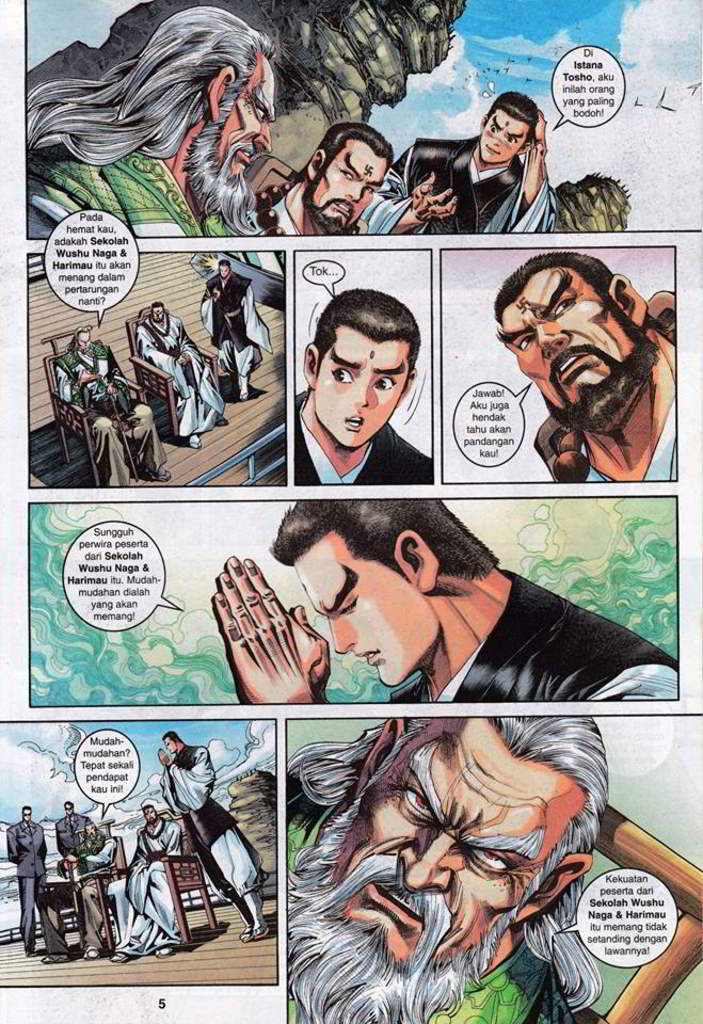 Di
Istana
Tosho, aku
inilah orang
yang paling
bodoh!
Pada
hemat kau,
adakah Sekolah
Wushu Naga &
Harimau itu akan
menang dalam
pertarungan
nanti?
Tok...
Jawab!
Aku juga
hendak
tahu akan
pandangan
kau!
Sungguh
perwira peserta
dari Sekolah
Wushu Naga &
Harimau itu. Mudah-
mudahan dialah
yang akan
memang!
Mudah-
mudahan?
Tepat sekali
pendapat
kau ini!
Kekuatan
peserta dari
Sekolah Wushu
Naga & Harimau
itu memang tidak
setanding dengan
lawannya!
5